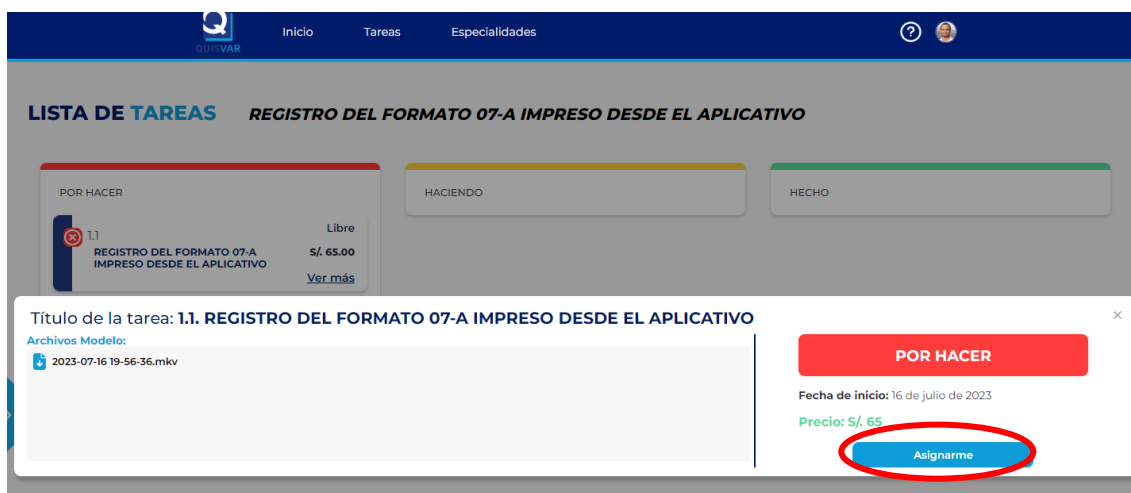 QUISVAR
Inicio Tareas Especialidades
LISTA DE TAREAS REGISTRO DEL FORMATO 07-A IMPRESO DESDE EL APLICATIVO
POR HACER
HACIENDO
HECHO
1.1 Libre
REGISTRO DEL FORMATO 07-A S/. 65.00
IMPRESO DESDE EL APLICATIVO
Ver más
Título de la tarea: 1.1. REGISTRO DEL FORMATO 07-A IMPRESO DESDE EL APLICATIVO
Archivos Modelo:
2023-07-16 19-56-36.mkv
POR HACER
Fecha de inicio: 16 de julio de 2023
Precio: S/. 65
Asignarme